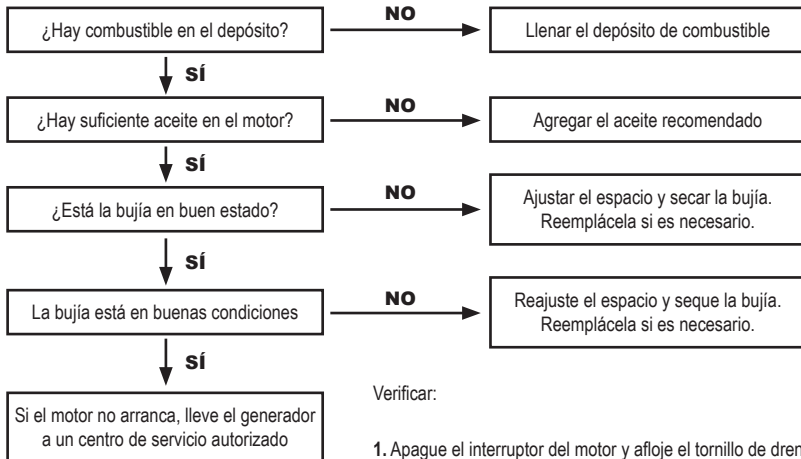 ¿Hay combustible en el depósito?
NO
Llenar el depósito de combustible
SÍ
¿Hay suficiente aceite en el motor?
NO
Agregar el aceite recomendado
SÍ
¿Está la bujía en buen estado?
NO
Ajustar el espacio y secar la bujía.
Reemplácela si es necesario.
SÍ
La bujía está en buenas condiciones
NO
Reajuste el espacio y seque la bujía.
Reemplácela si es necesario.
SÍ
Si el motor no arranca, lleve el generador
a un centro de servicio autorizado
Verificar:
1. Apague el interruptor del motor y afloje el tornillo de dren